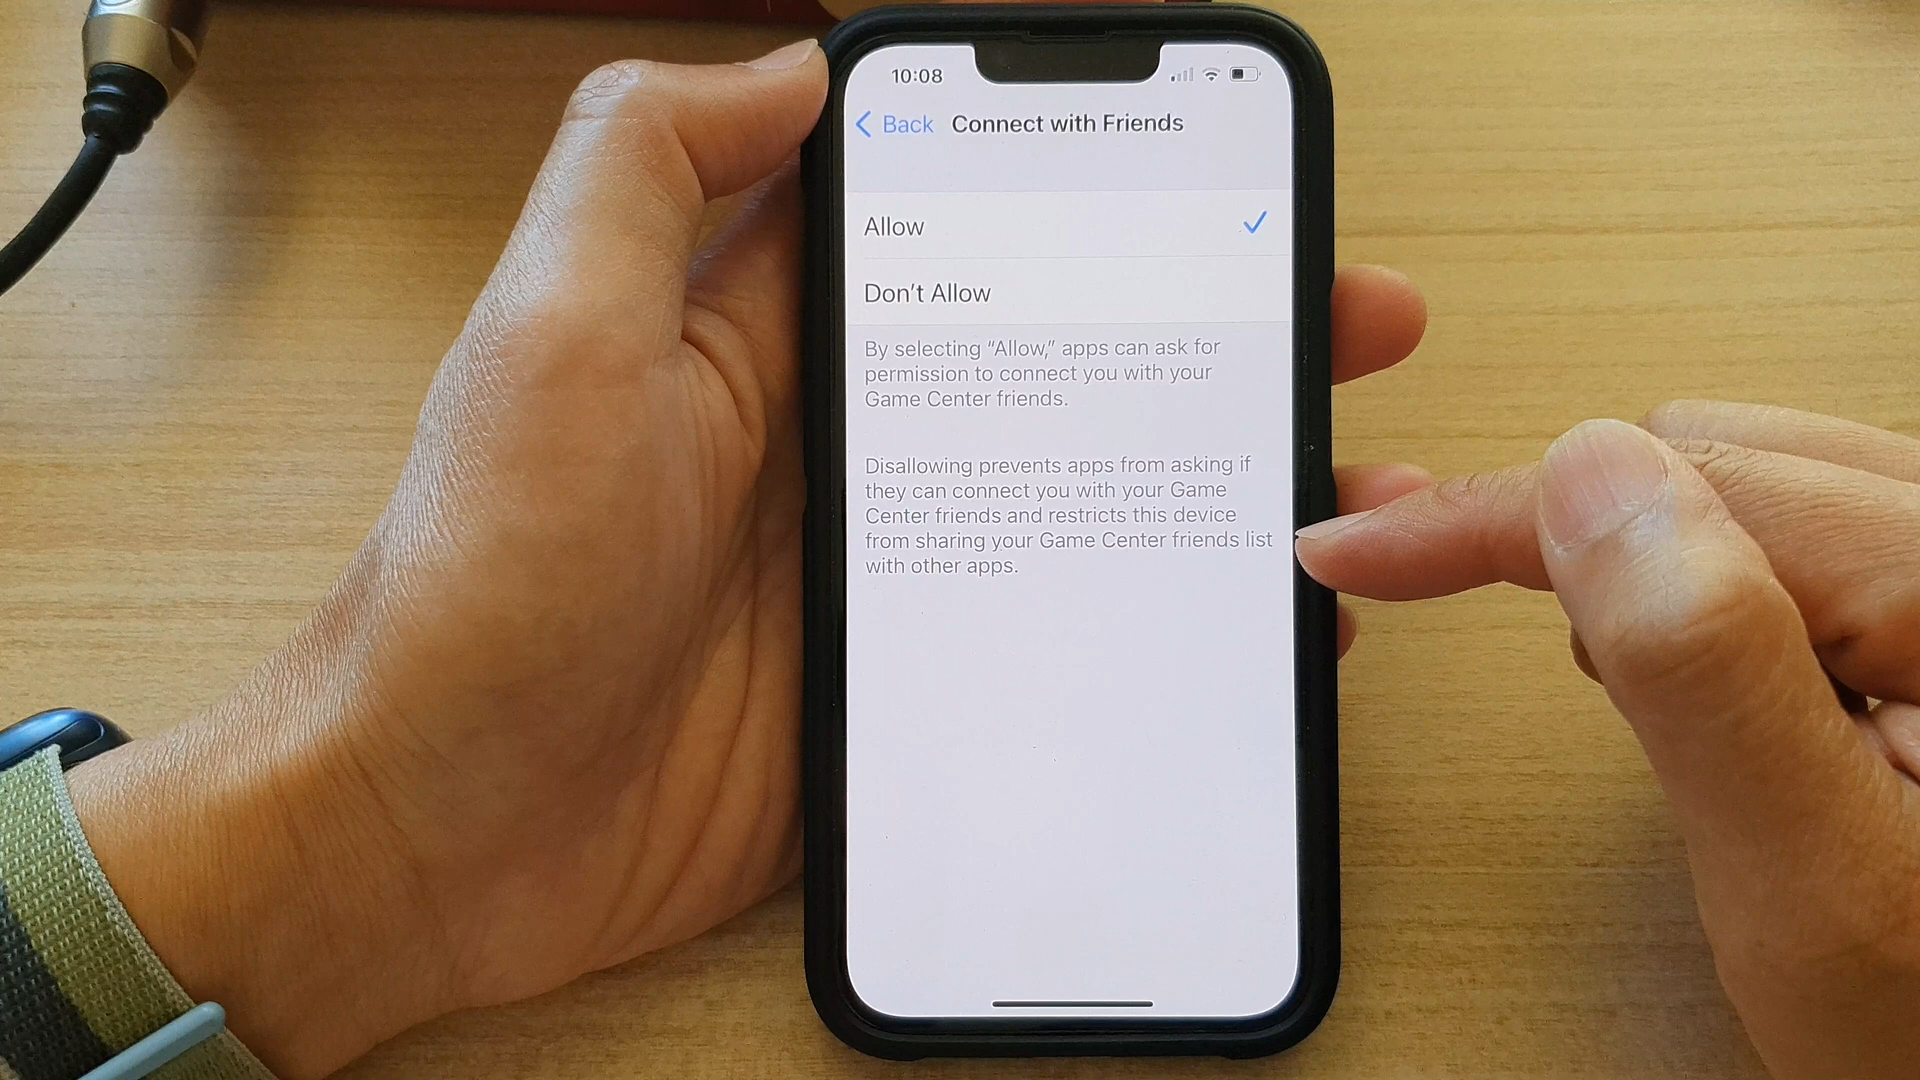 10:08
Back Connect with Friends
Allow
Don't Allow
By selecting “Allow,” apps can ask for
permission to connect you with your
Game Center friends.
Disallowing prevents apps from asking if
they can connect you with your Game
Center friends and restricts this device
from sharing your Game Center friends list
with other apps.